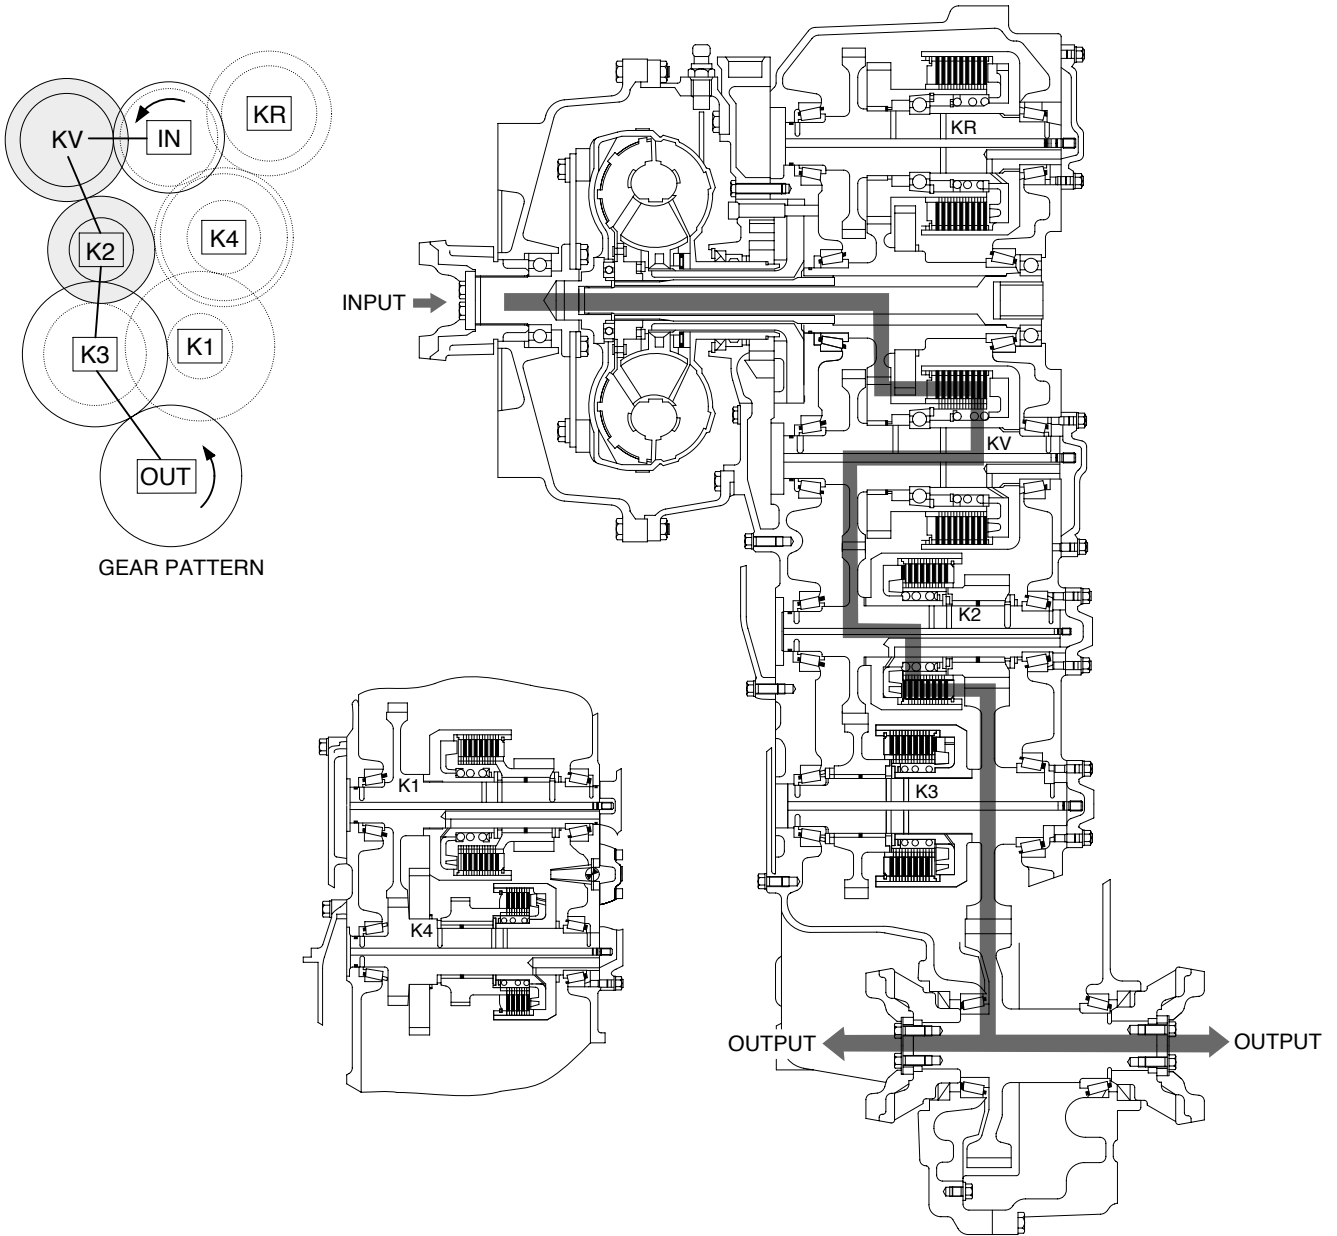 KR
KV
IN
K2
K4
K3
K1
OUT
GEAR PATTERN
INPUT
KR
KV
K2
K3
K1
K4
OUTPUT
OUTPUT